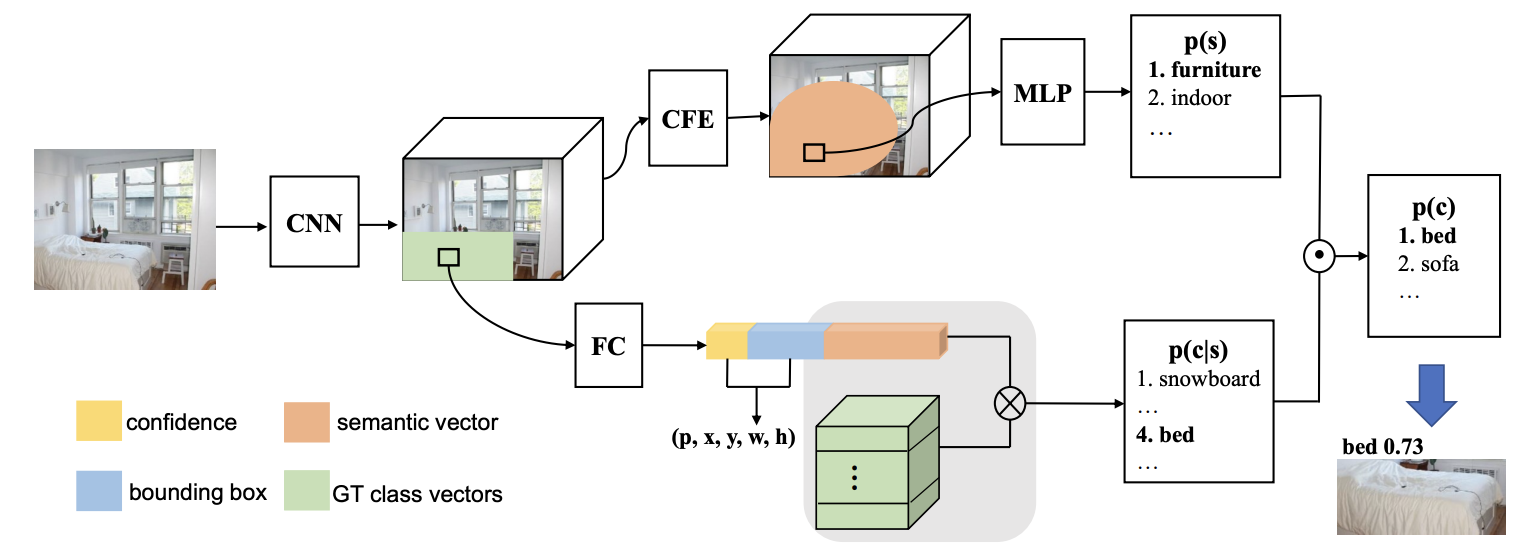 CNN
CFE
MLP
p(s)
1. furniture
2. indoor
...
FC
(p, x, y, w, h)
p(c|s)
1. snowboard
...
4. bed
...
p(c)
1. bed
2. sofa
...
bed 0.73
confidence
semantic vector
bounding box
GT class vectors